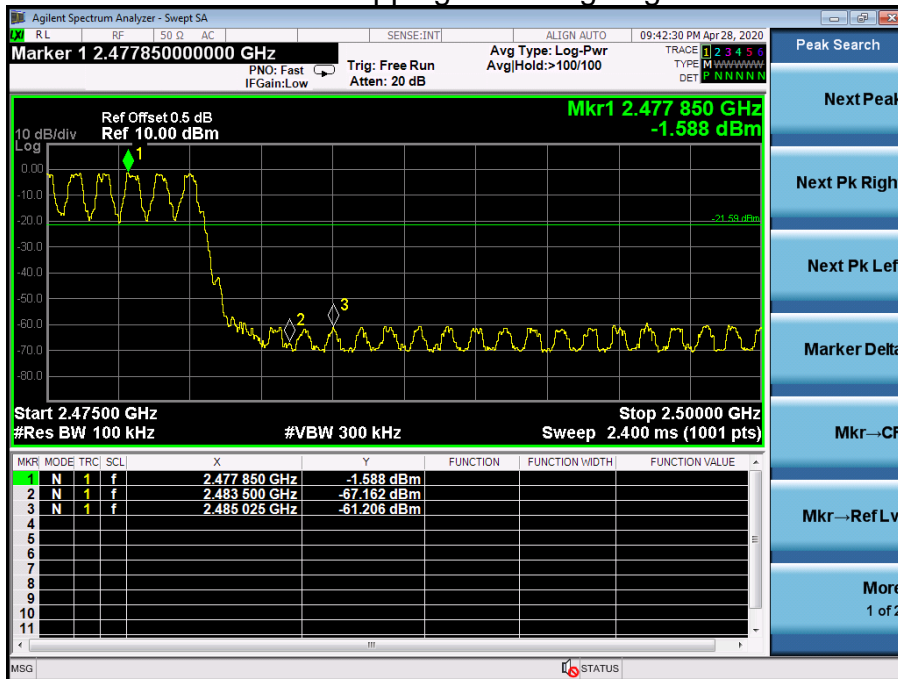 Agilent Spectrum Analyzer - Swept SA
LXI RL RF 50 Ω AC SENSE:INT ALIGN AUTO 09:42:30 PM Apr 28, 2020
Marker 1 2.477850000000 GHz
PNO: Fast
IFGain:Low
Trig: Free Run
Atten: 20 dB
Avg Type: Log-Pwr
Avg|Hold:>100/100
TRACE 1 2 3 4 5 6
TYPE M WWWWW
DET P N N N N N
Peak Search
Mkr1 2.477 850 GHz
-1.588 dBm
Ref Offset 0.5 dB
10 dB/div Ref 10.00 dBm
Log
0.00
-10.0
-20.0
-30.0
-40.0
-50.0
-60.0
-70.0
-80.0
1
2
3
-21.59 dBm
Start 2.47500 GHz Stop 2.50000 GHz
#Res BW 100 kHz #VBW 300 kHz Sweep 2.400 ms (1001 pts)
MKR MODE TRC SCL X Y FUNCTION FUNCTION WIDTH FUNCTION VALUE
1 N 1 f 2.477 850 GHz -1.588 dBm
2 N 1 f 2.483 500 GHz -67.162 dBm
3 N 1 f 2.485 025 GHz -61.206 dBm
4
5
6
7
8
9
10
11
Next Peak
Next Pk Righ
Next Pk Lef
Marker Delta
Mkr→CF
Mkr→Ref Lv
More
1 of 2
MSG STATUS